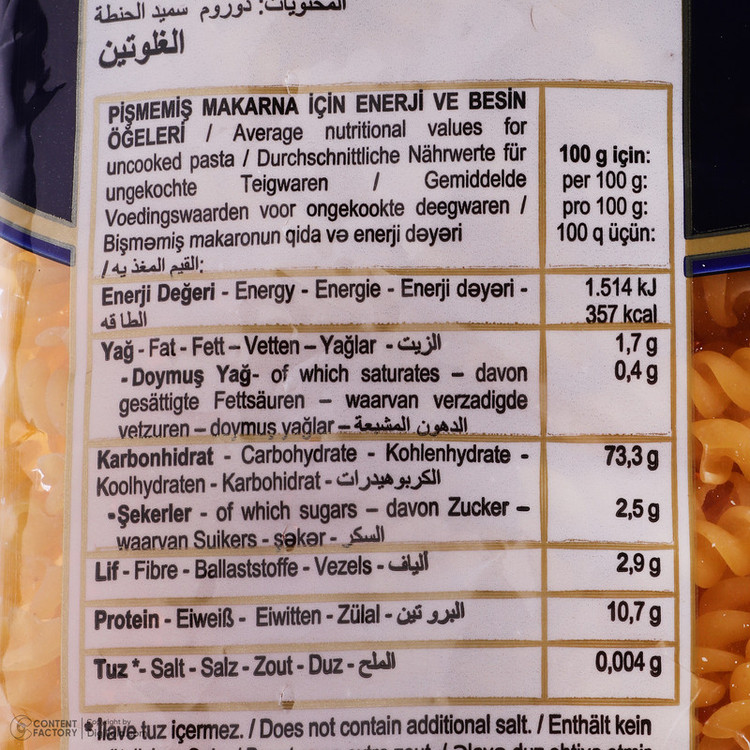 المحتويات: دوروم سميد الحنطة
الغلوتين
PİŞMEMİŞ MAKARNA İÇİN ENERJİ VE BESİN
ÖĞELERİ / Average nutritional values for
uncooked pasta / Durchschnittliche Nährwerte für
ungekochte Teigwaren / Gemiddelde
Voedingswaarden voor ongekookte deegwaren /
Bişməmiş makaronun qida və enerji dəyəri
/ القيم المغذ يه:
100 g için:
per 100 g:
pro 100 g:
100 q üçün:
Enerji Değeri - Energy - Energie - Enerji dəyəri -
الطا قه
1.514 kJ
357 kcal
Yağ - Fat - Fett – Vetten – Yağlar - الزيت
1,7 g
- Doymuş Yağ- of which saturates – davon
0,4 g
gesättigte Fettsäuren – waarvan verzadigde
vetzuren – doymuş yağlar – الدهون المشبعة
Karbonhidrat - Carbohydrate - Kohlenhydrate -
73,3 g
Koolhydraten - Karbohidrat - الكربوهيدرات
•Şekerler - of which sugars – davon Zucker –
2,5 g
waarvan Suikers - şəkər - السكر
Lif - Fibre - Ballaststoffe - Vezels - ألياف
2,9 g
Protein - Eiweiß - Eiwitten - Zülal - البرو تين
10,7 g
Tuz *- Salt - Salz - Zout - Duz - الملح
0,004 g
* İlave tuz içermez. / Does not contain additional salt. / Enthält kein
CONTENT
FACTORY